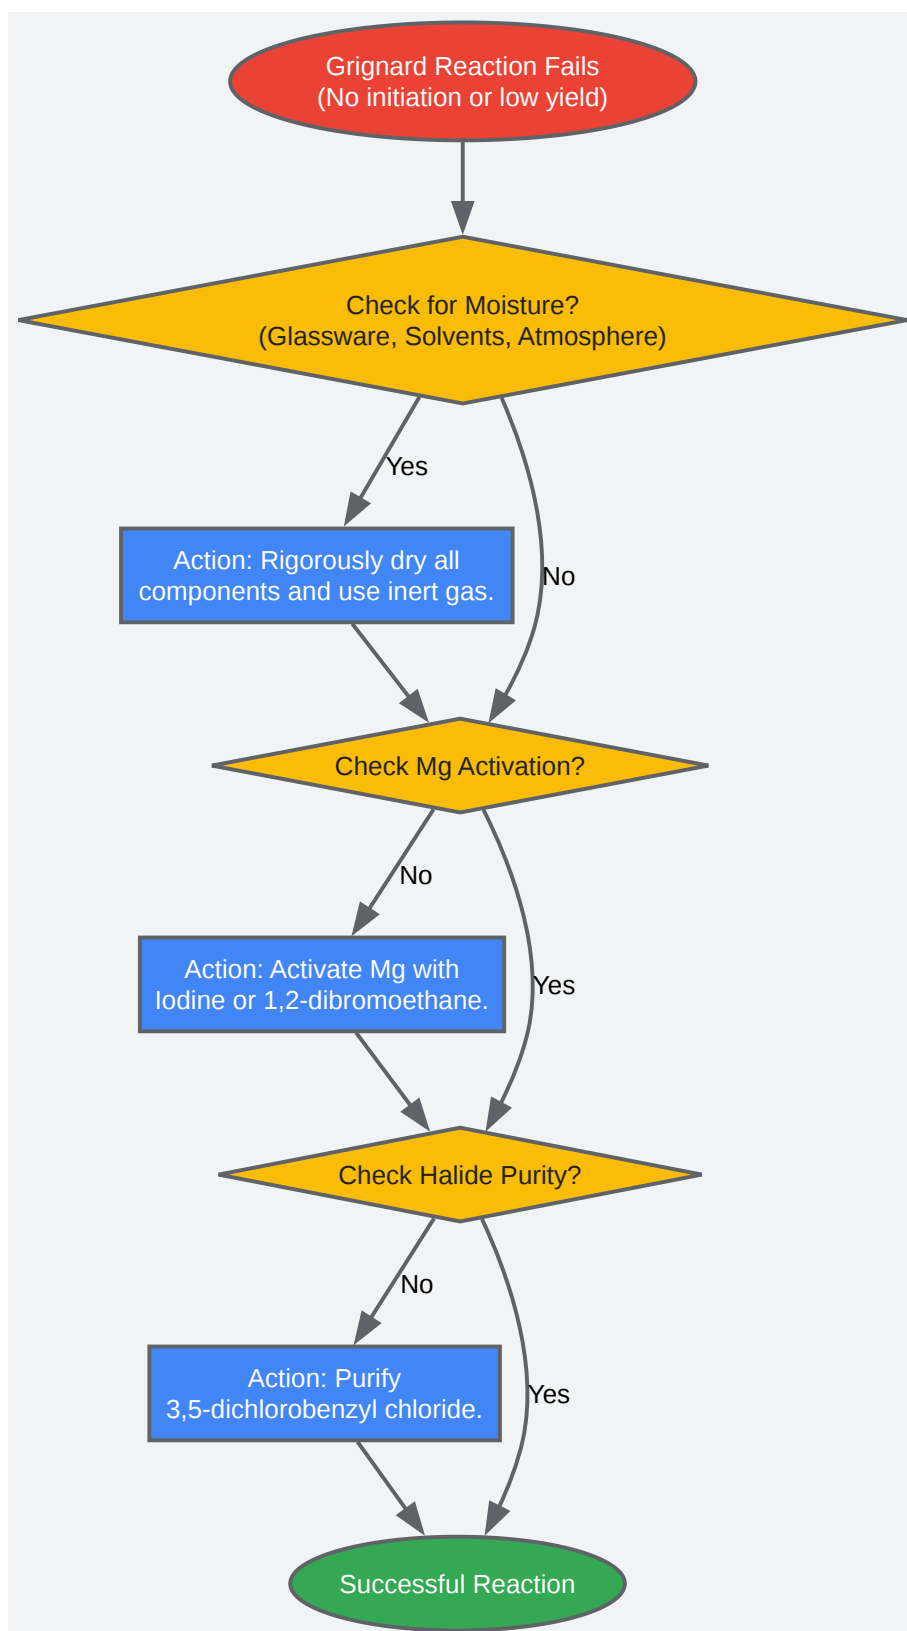 Grignard Reaction Fails
(No initiation or low yield)
Check for Moisture?
(Glassware, Solvents, Atmosphere)
Yes
Action: Rigorously dry all
components and use inert gas.
No
Check Mg Activation?
No
Action: Activate Mg with
Iodine or 1,2-dibromoethane.
Yes
Check Halide Purity?
No
Action: Purify
3,5-dichlorobenzyl chloride.
Yes
Successful Reaction